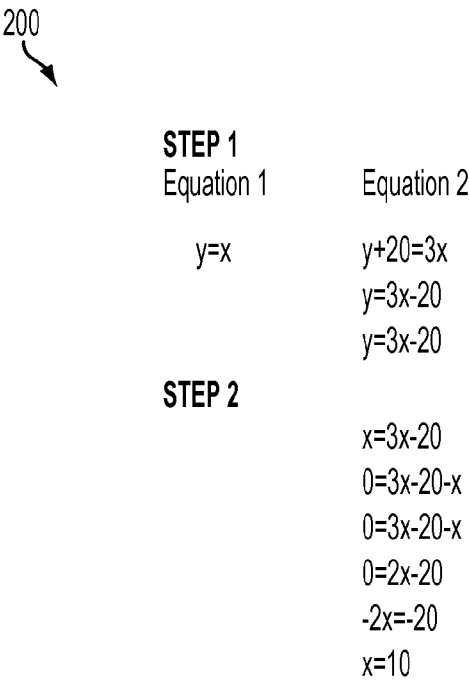 200
STEP 1
Equation 1 Equation 2
y=x y+20=3x
y=3x-20
y=3x-20
STEP 2
x=3x-20
0=3x-20-x
0=3x-20-x
0=2x-20
-2x=-20
x=10